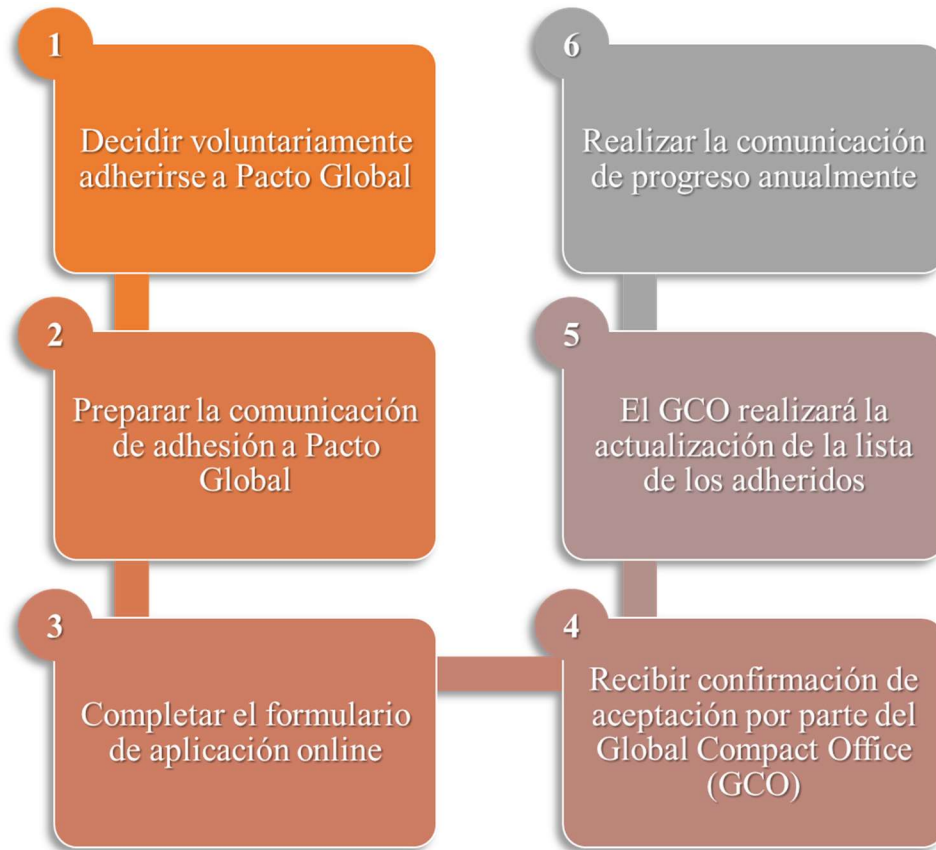 1
Decidir voluntariamente
adherirse a Pacto Global
2
Preparar la comunicación
de adhesión a Pacto
Global
3
Completar el formulario
de aplicación online
4
Recibir confirmación de
aceptación por parte del
Global Compact Office
(GCO)
5
El GCO realizará la
actualización de la lista
de los adheridos
6
Realizar la comunicación
de progreso anualmente